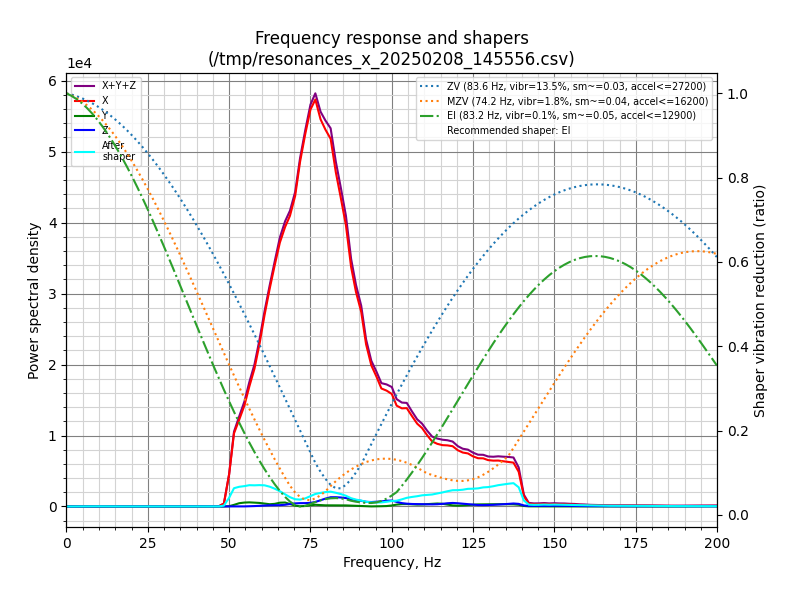 Frequency response and shapers
(/tmp/resonances_x_20250208_145556.csv)
1e4
X+Y+Z
X
Y
Z
After
shaper
ZV (83.6 Hz, vibr=13.5%, sm~=0.03, accel<=27200)
MZV (74.2 Hz, vibr=1.8%, sm~=0.04, accel<=16200)
EI (83.2 Hz, vibr=0.1%, sm~=0.05, accel<=12900)
Recommended shaper: EI
6
5
4
3
2
1
0
Power spectral density
1.0
0.8
0.6
0.4
0.2
0.0
Shaper vibration reduction (ratio)
0 25 50 75 100 125 150 175 200
Frequency, Hz